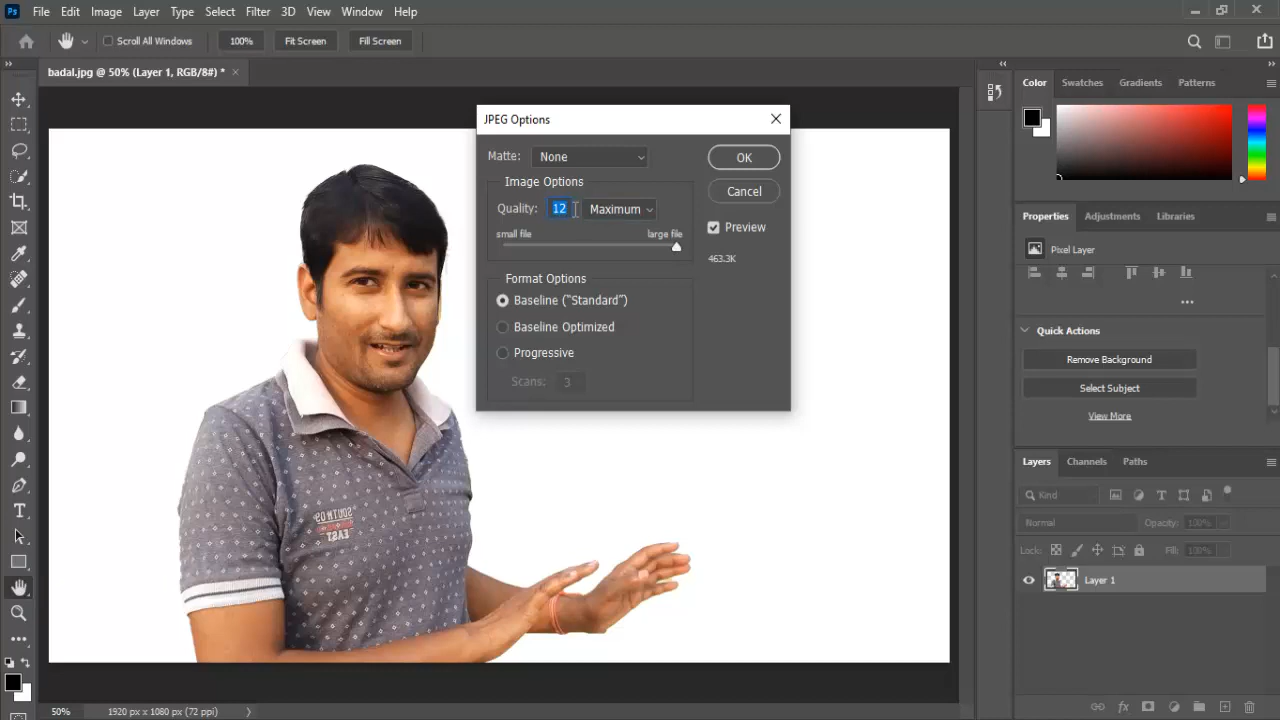 Ps File Edit Image Layer Type Select Filter 3D View Window Help
Scroll All Windows 100% Fit Screen Fill Screen
badal.jpg @ 50% (Layer 1, RGB/8#) *
JPEG Options
Matte: None
OK
Image Options
Cancel
Quality: 12 Maximum
Preview
small file large file
463.3K
Format Options
Baseline ("Standard")
Baseline Optimized
Progressive
Scans: 3
SOUTH 09
EAST
Color Swatches Gradients Patterns
Properties Adjustments Libraries
Pixel Layer
Quick Actions
Remove Background
Select Subject
View More
Layers Channels Paths
Kind
Normal Opacity: 100%
Lock: Fill: 100%
Layer 1
50% 1920 px x 1080 px (72 ppi)